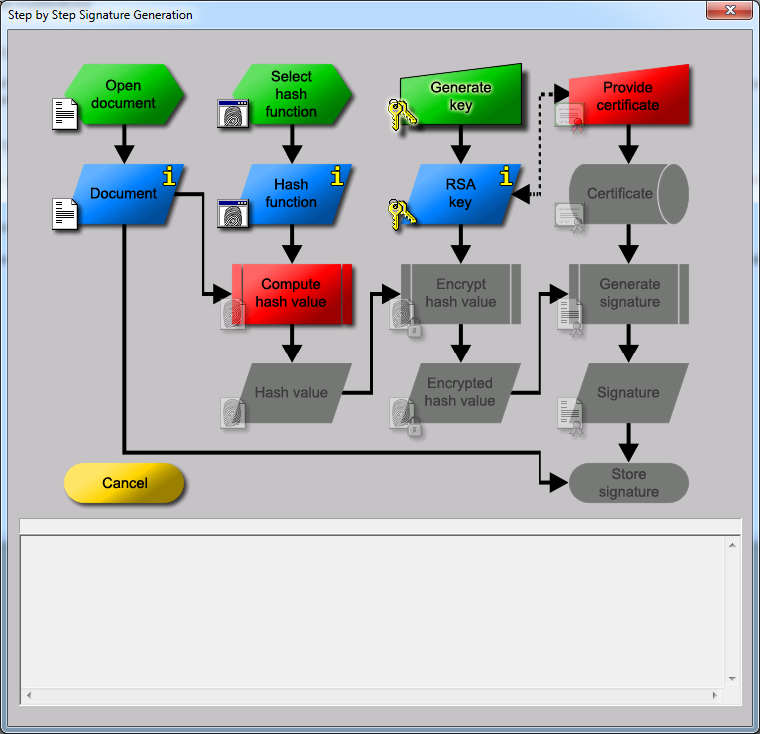 Step by Step Signature Generation
Open
document
Select
hash
function
Generate
key
Provide
certificate
Document
i
Hash
function
i
RSA
key
i
Certificate
Compute
hash value
Encrypt
hash value
Generate
signature
Hash value
Encrypted
hash value
Signature
Cancel
Store
signature